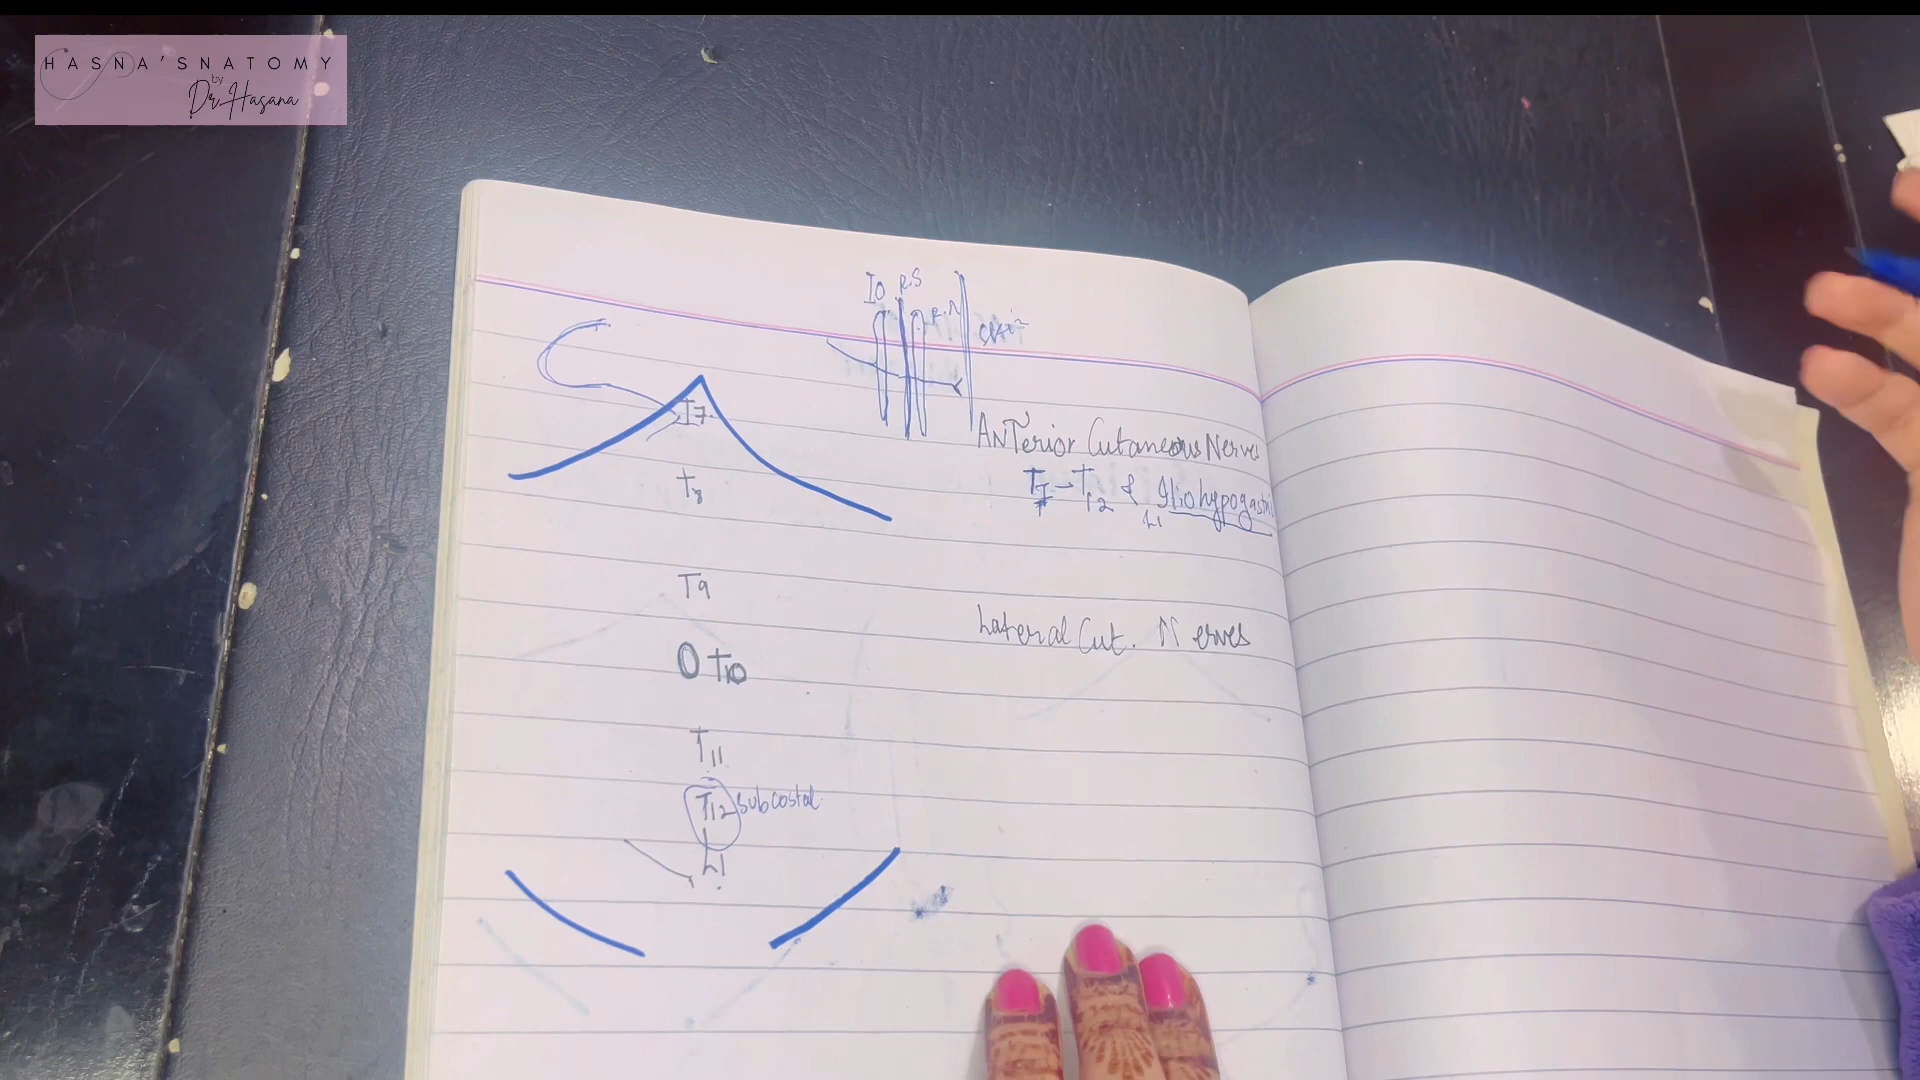 HASNA'SNATOMY
by
Dr.Hasana
IO R.S
T7
Anterior Cutaneous Nerves
T7-T12 & Iliohypogastric
L1
T8
T9
Lateral Cut. Nerves
O T10
T11
T12 subcostal
L1